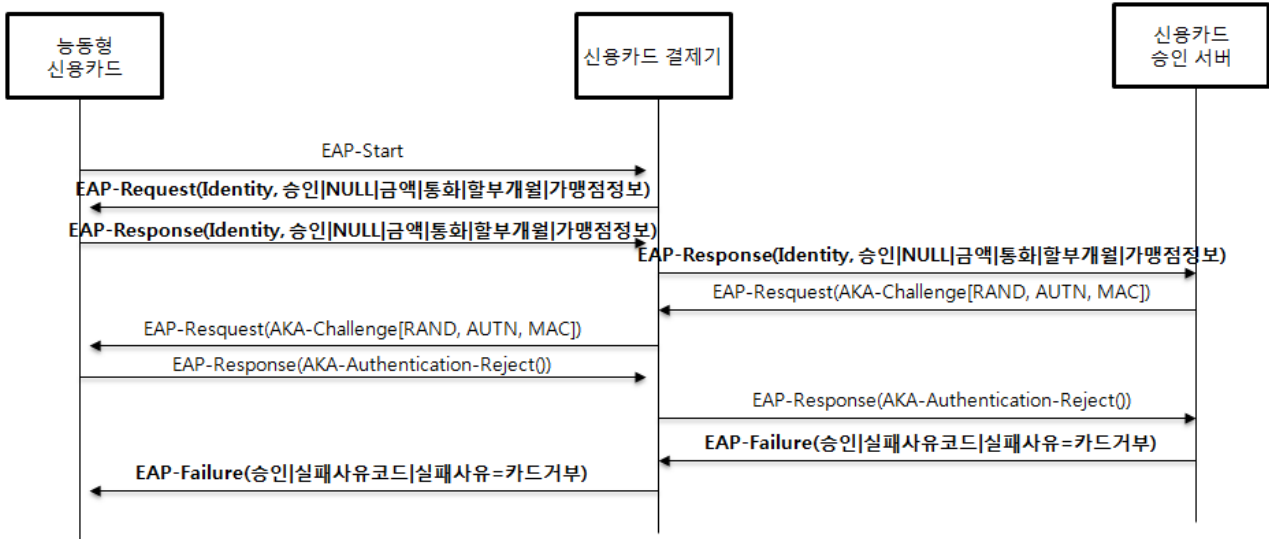 능동형
신용카드
신용카드 결제기
신용카드
승인 서버
EAP-Start
EAP-Request(Identity, 승인|NULL|금액|통화|할부개월|가맹점정보)
EAP-Response(Identity, 승인|NULL|금액|통화|할부개월|가맹점정보)
EAP-Response(Identity, 승인|NULL|금액|통화|할부개월|가맹점정보)
EAP-Resquest(AKA-Challenge[RAND, AUTN, MAC])
EAP-Resquest(AKA-Challenge[RAND, AUTN, MAC])
EAP-Response(AKA-Authentication-Reject())
EAP-Response(AKA-Authentication-Reject())
EAP-Failure(승인|실패사유코드|실패사유=카드거부)
EAP-Failure(승인|실패사유코드|실패사유=카드거부)